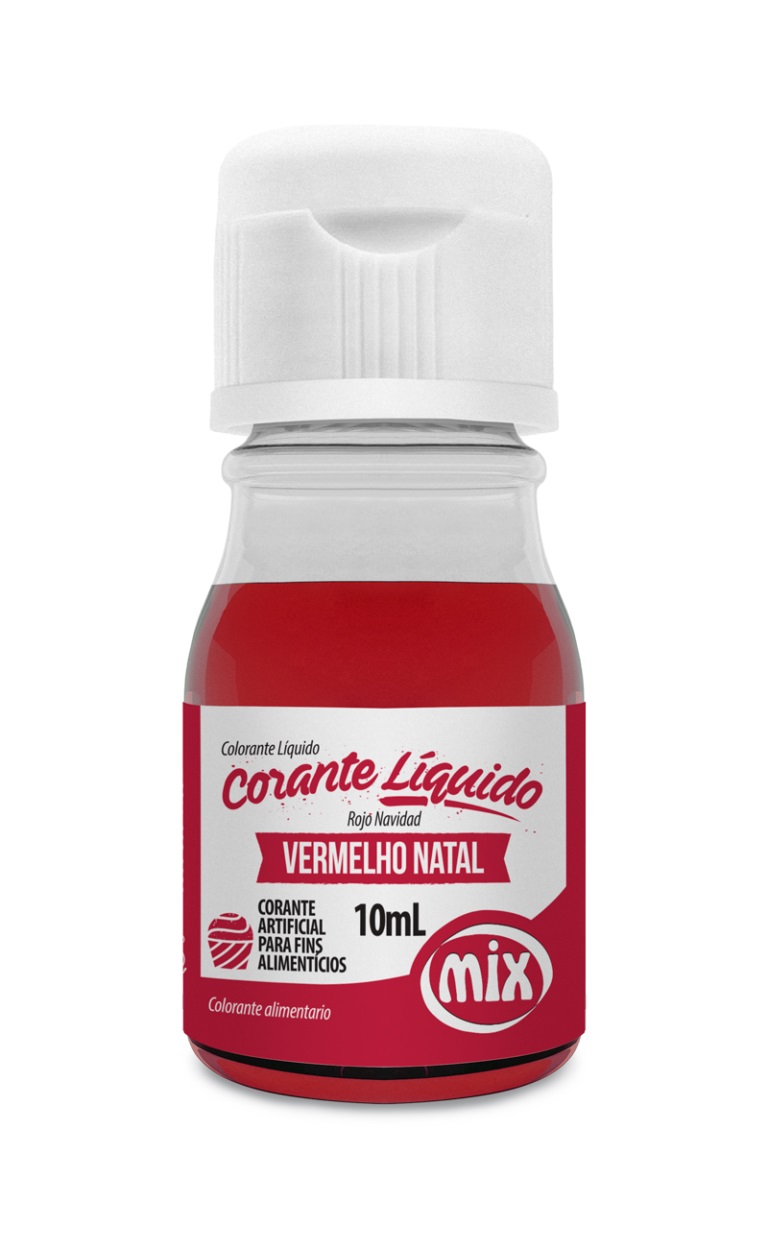 Colorante Líquido
Corante Líquido
Rojo Navidad
VERMELHO NATAL
CORANTE
ARTIFICIAL
PARA FINS
ALIMENTÍCIOS
10mL
mix
Colorante alimentario